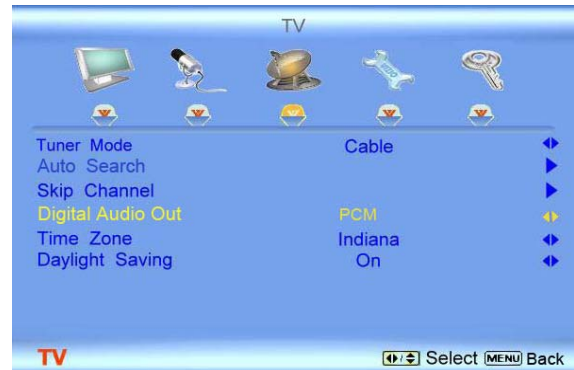 TV
Tuner Mode Cable
Auto Search
Skip Channel
Digital Audio Out PCM
Time Zone Indiana
Daylight Saving On
TV Select MENU Back